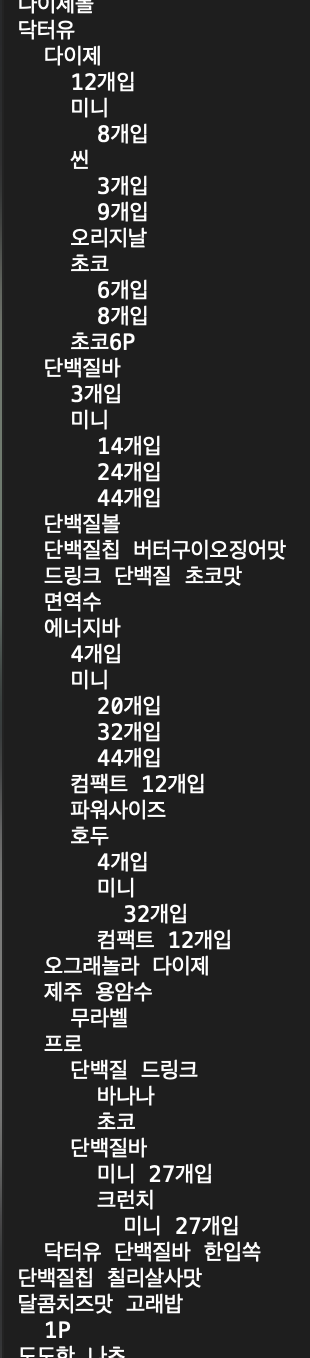 다이제볼
닥터유
다이제
12개입
미니
8개입
씬
3개입
9개입
오리지날
초코
6개입
8개입
초코6P
단백질바
3개입
미니
14개입
24개입
44개입
단백질볼
단백질칩 버터구이오징어맛
드링크 단백질 초코맛
면역수
에너지바
4개입
미니
20개입
32개입
44개입
컴팩트 12개입
파워사이즈
호두
4개입
미니
32개입
컴팩트 12개입
오그래놀라 다이제
제주 용암수
무라벨
프로
단백질 드링크
바나나
초코
단백질바
미니 27개입
크런치
미니 27개입
닥터유 단백질바 한입쏙
단백질칩 칠리살사맛
달콤치즈맛 고래밥
1P
도도한 나쵸